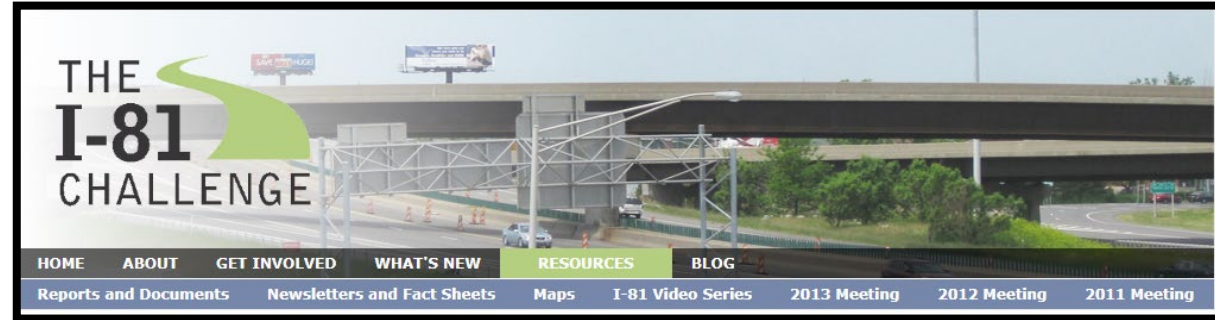 THE
I-81
CHALLENGE
HOME ABOUT GET INVOLVED WHAT'S NEW RESOURCES BLOG
Reports and Documents Newsletters and Fact Sheets Maps I-81 Video Series 2013 Meeting 2012 Meeting 2011 Meeting